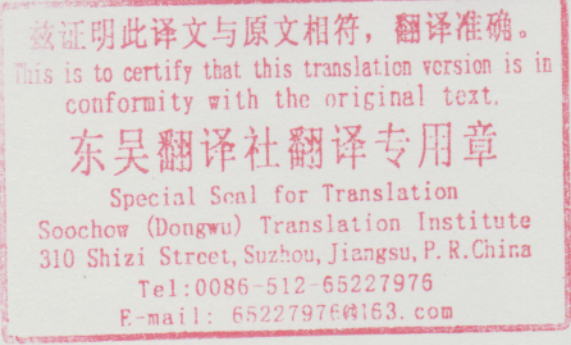 兹证明此译文与原文相符，翻译准确。
This is to certify that this translation version is in
conformity with the original text.
东吴翻译社翻译专用章
Special Seal for Translation
Soochow (Dongwu) Translation Institute
310 Shizi Street, Suzhou, Jiangsu, P. R. China
Tel:0086-512-65227976
E-mail: 65227976@163.com